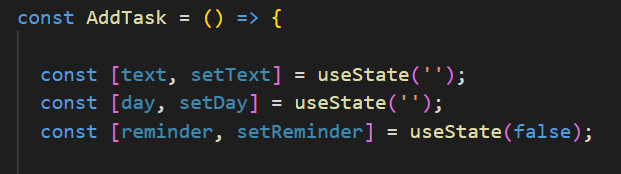 const AddTask = () => {
const [text, setText] = useState('');
const [day, setDay] = useState('');
const [reminder, setReminder] = useState(false);